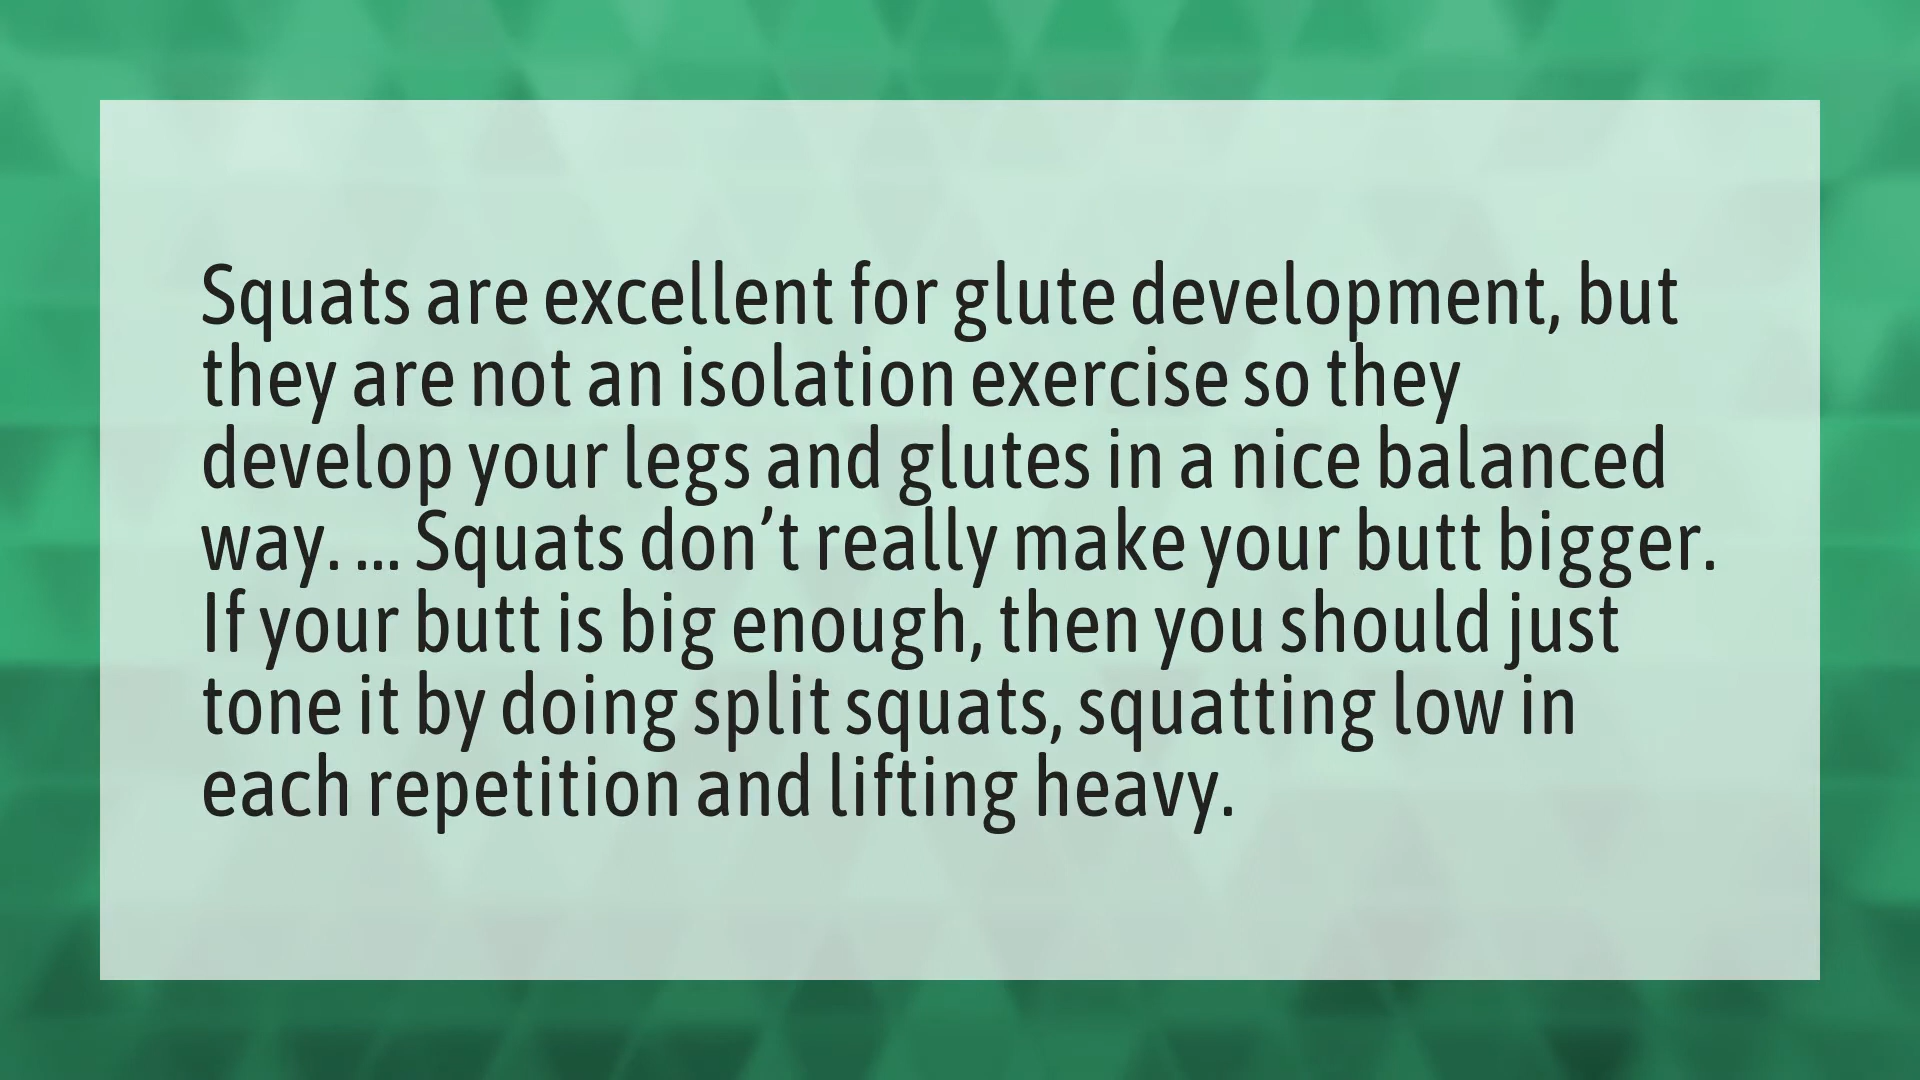 Squats are excellent for glute development, but
they are not an isolation exercise so they
develop your legs and glutes in a nice balanced
way. ... Squats don’t really make your butt bigger.
If your butt is big enough, then you should just
tone it by doing split squats, squatting low in
each repetition and lifting heavy.